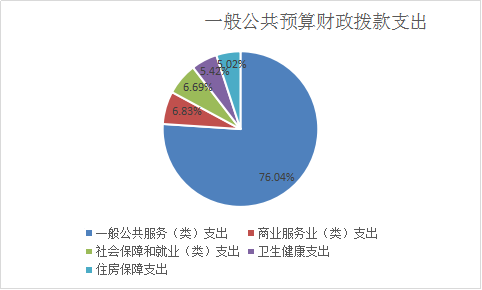 一般公共预算财政拨款支出
5.02%
5.42%
6.69%
6.83%
76.04%
一般公共服务（类）支出 商业服务业（类）支出
社会保障和就业（类）支出 卫生健康支出
住房保障支出